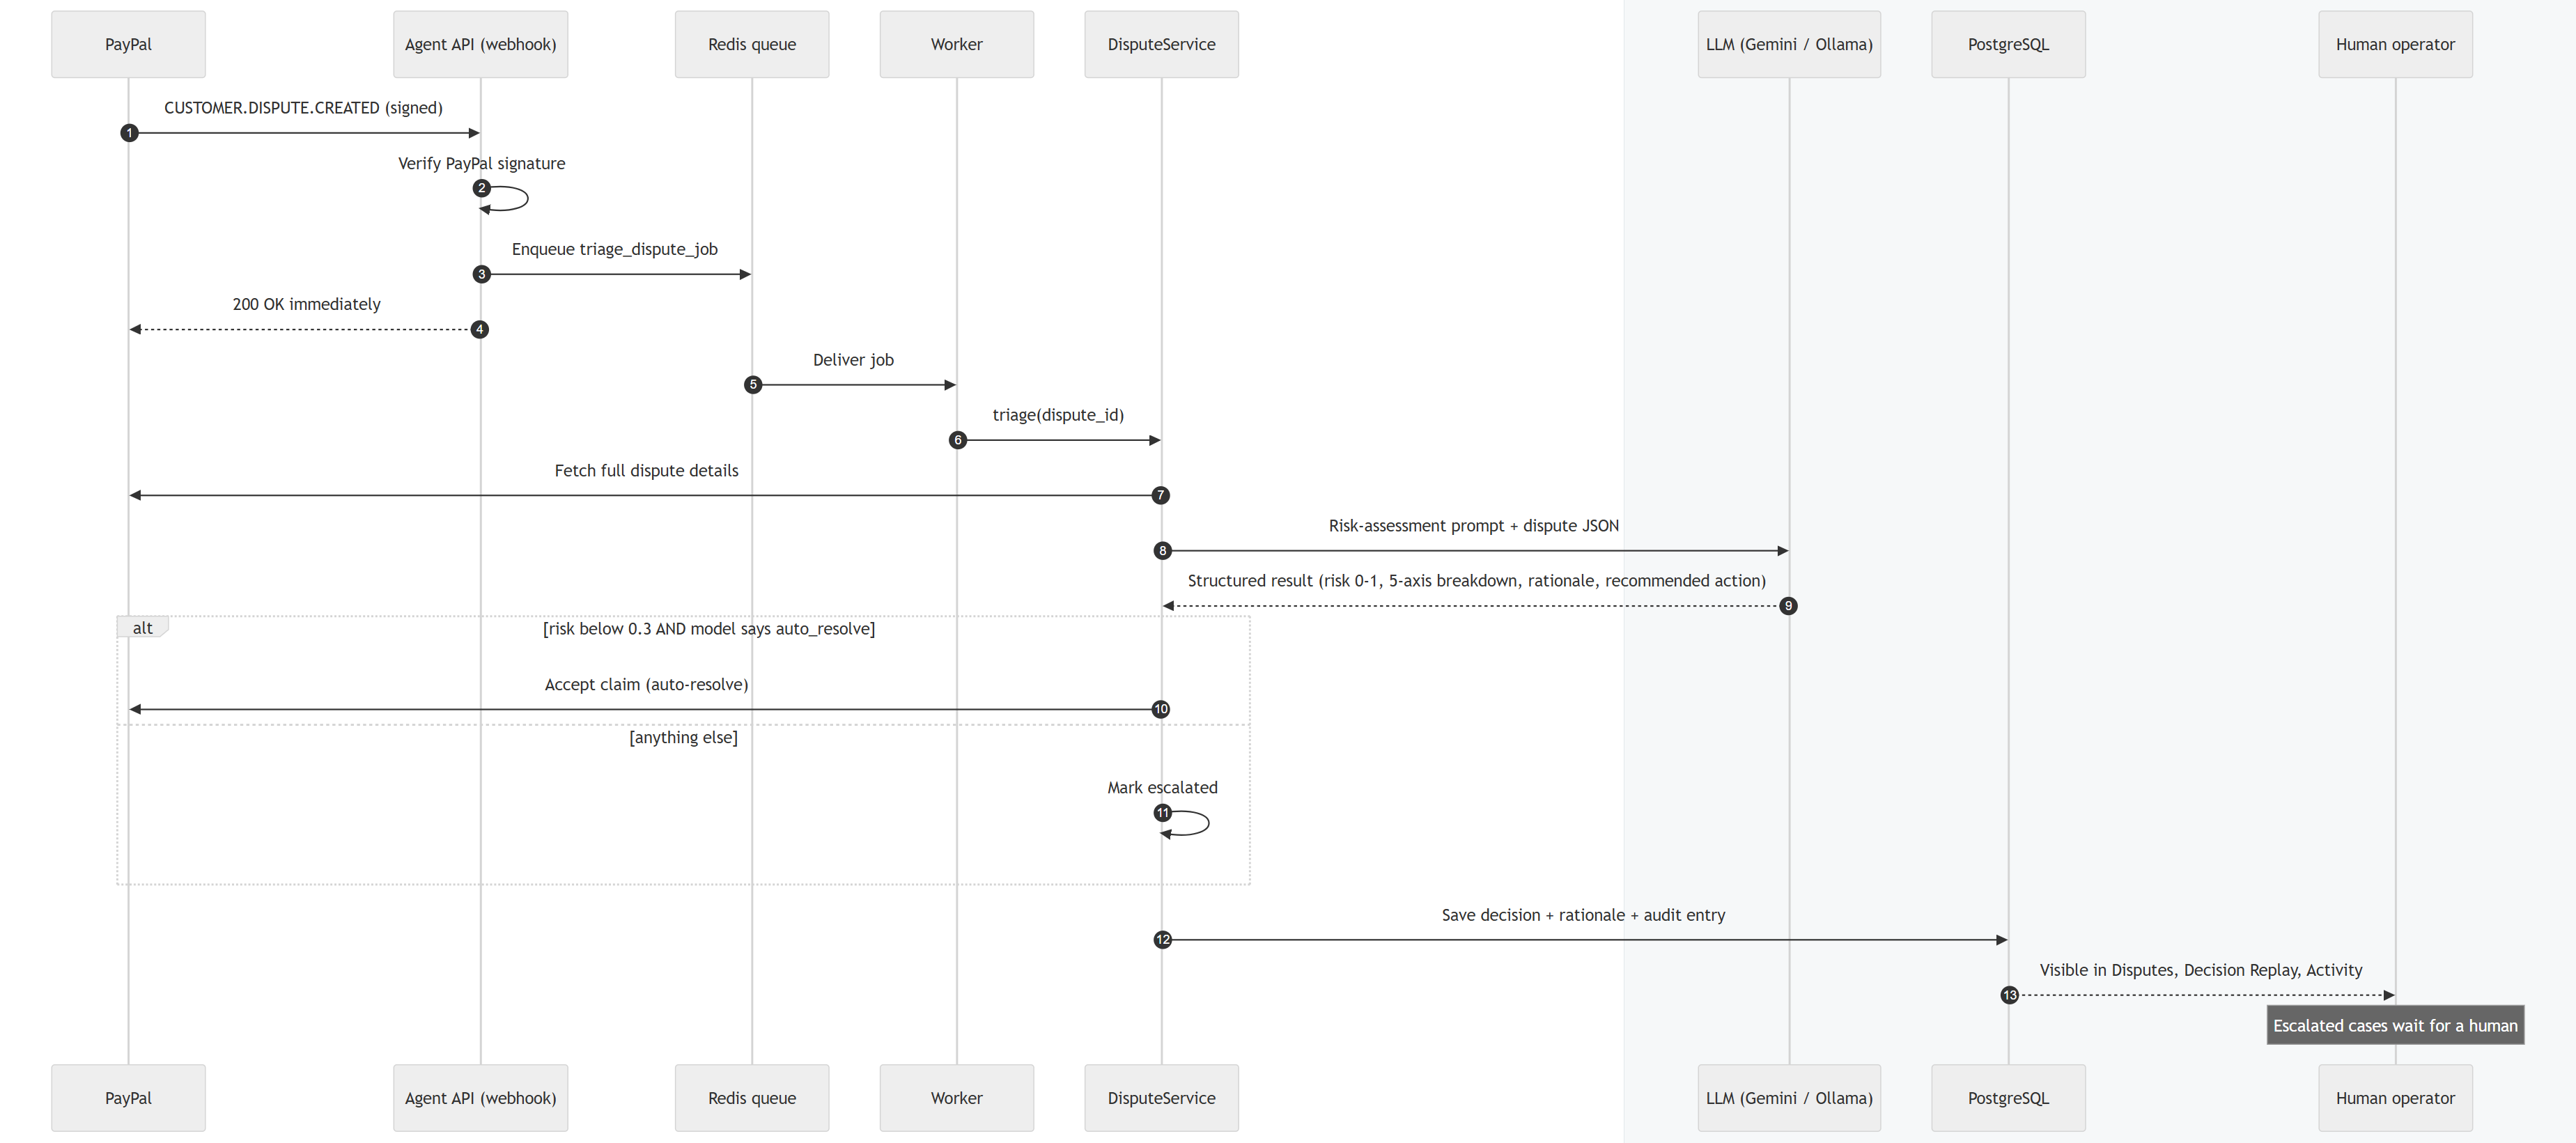 PayPal
Agent API (webhook)
Redis queue
Worker
DisputeService
LLM (Gemini / Ollama)
PostgreSQL
Human operator
CUSTOMER.DISPUTE.CREATED (signed)
1
Verify PayPal signature
2
Enqueue triage_dispute_job
3
200 OK immediately
4
Deliver job
5
triage(dispute_id)
6
Fetch full dispute details
7
Risk-assessment prompt + dispute JSON
8
Structured result (risk 0-1, 5-axis breakdown, rationale, recommended action)
9
alt
[risk below 0.3 AND model says auto_resolve]
Accept claim (auto-resolve)
10
[anything else]
Mark escalated
11
Save decision + rationale + audit entry
12
Visible in Disputes, Decision Replay, Activity
13
Escalated cases wait for a human
PayPal
Agent API (webhook)
Redis queue
Worker
DisputeService
LLM (Gemini / Ollama)
PostgreSQL
Human operator